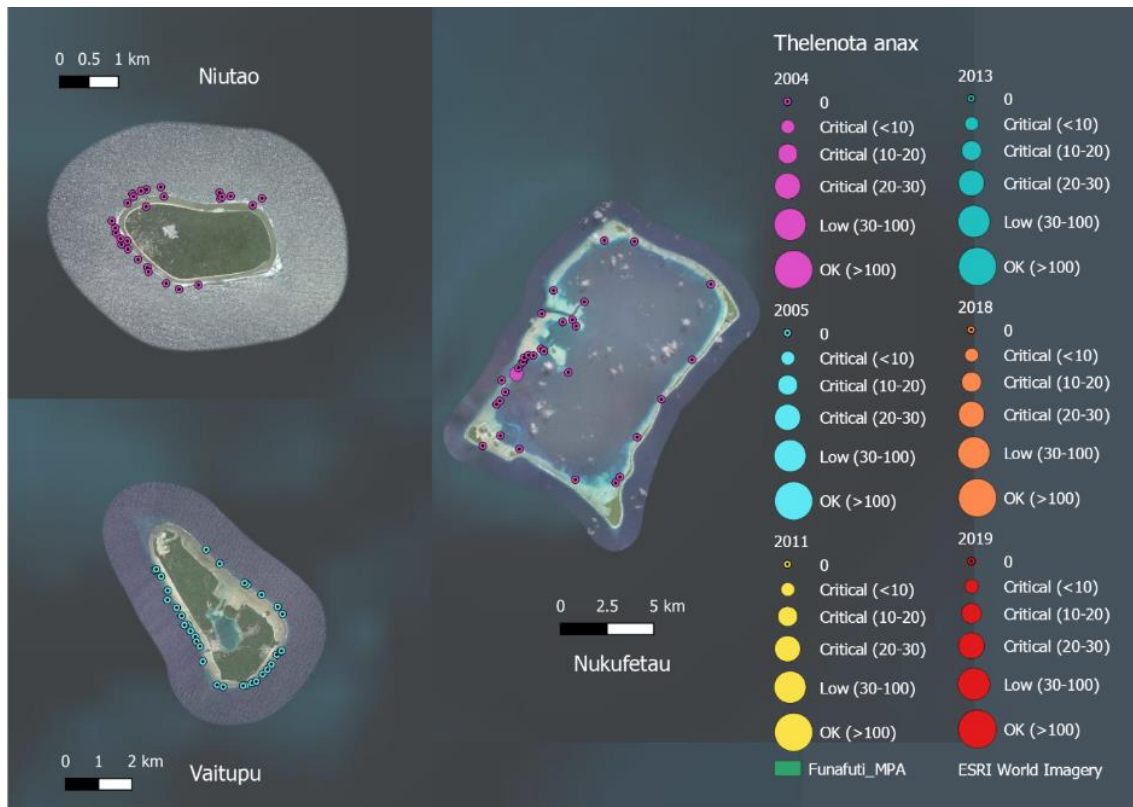 0 0.5 1 km
Niutao
0 1 2 km
Vaitupu
0 2.5 5 km
Nukufetau
Thelenota anax
2004
0
Critical (<10)
Critical (10-20)
Critical (20-30)
Low (30-100)
OK (>100)
2005
0
Critical (<10)
Critical (10-20)
Critical (20-30)
Low (30-100)
OK (>100)
2011
0
Critical (<10)
Critical (10-20)
Critical (20-30)
Low (30-100)
OK (>100)
Funafuti_MPA
2013
0
Critical (<10)
Critical (10-20)
Critical (20-30)
Low (30-100)
OK (>100)
2018
0
Critical (<10)
Critical (10-20)
Critical (20-30)
Low (30-100)
OK (>100)
2019
0
Critical (<10)
Critical (10-20)
Critical (20-30)
Low (30-100)
OK (>100)
ESRI World Imagery